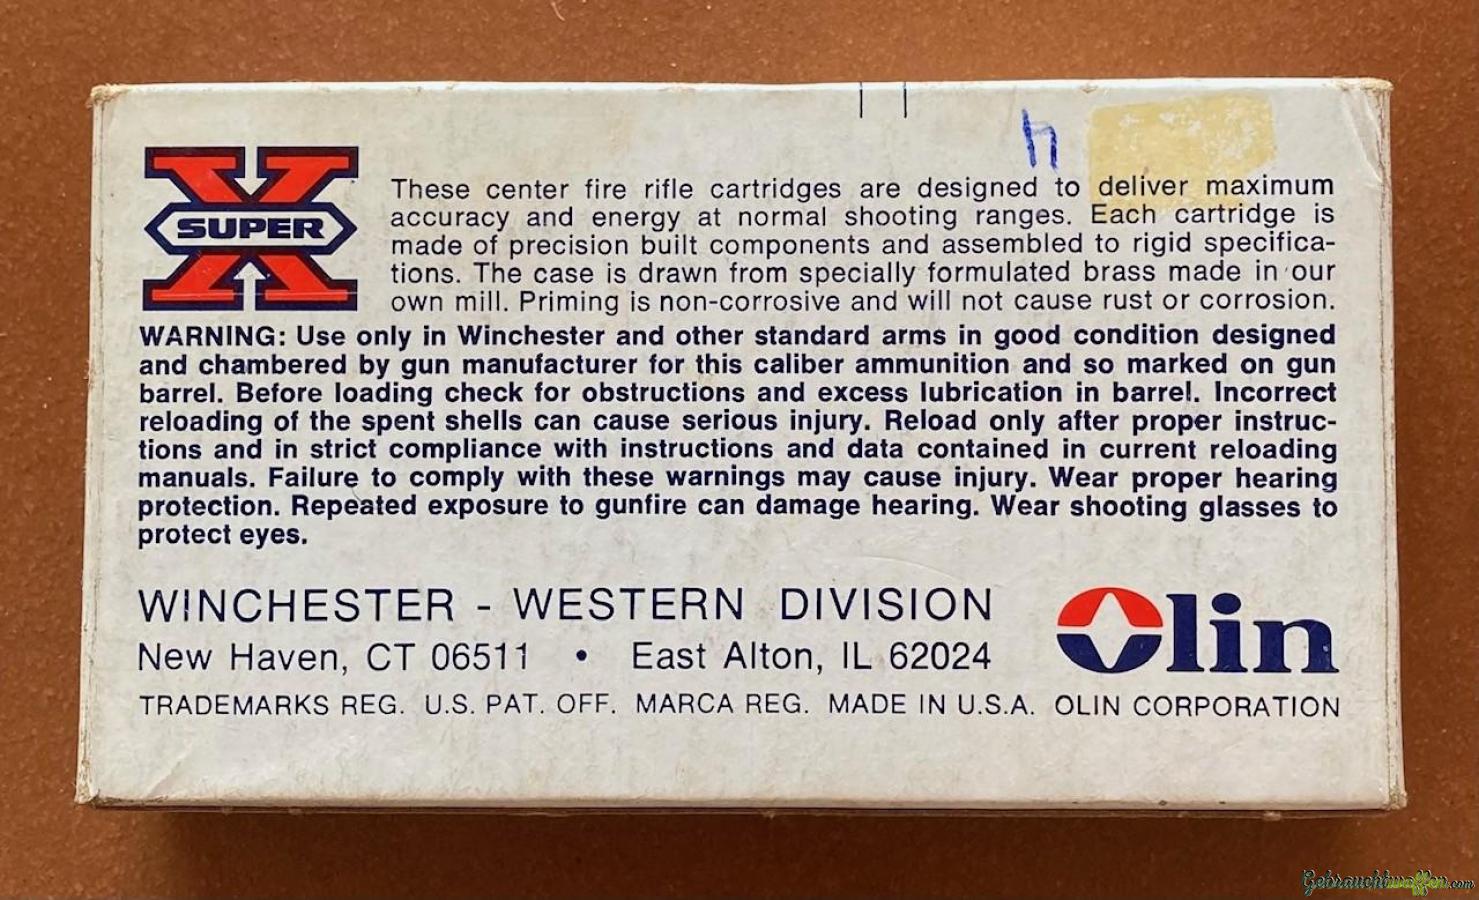 X
SUPER
4
These center fire rifle cartridges are designed to deliver maximum
accuracy and energy at normal shooting ranges. Each cartridge is
made of precision built components and assembled to rigid specifica-
tions. The case is drawn from specially formulated brass made in our
own mill. Priming is non-corrosive and will not cause rust or corrosion.
WARNING: Use only in Winchester and other standard arms in good condition designed
and chambered by gun manufacturer for this caliber ammunition and so marked on gun
barrel. Before loading check for obstructions and excess lubrication in barrel. Incorrect
reloading of the spent shells can cause serious injury. Reload only after proper instruc-
tions and in strict compliance with instructions and data contained in current reloading
manuals. Failure to comply with these warnings may cause injury. Wear proper hearing
protection. Repeated exposure to gunfire can damage hearing. Wear shooting glasses to
protect eyes.
WINCHESTER - WESTERN DIVISION
New Haven, CT 06511 • East Alton, IL 62024
Olin
TRADEMARKS REG. U.S. PAT. OFF. MARCA REG. MADE IN U.S.A. OLIN CORPORATION
Gebrauchtwaffen.com